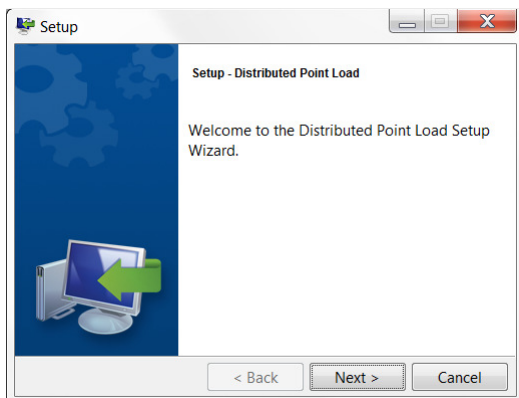 Setup
Setup - Distributed Point Load
Welcome to the Distributed Point Load Setup
Wizard.
< Back
Next >
Cancel